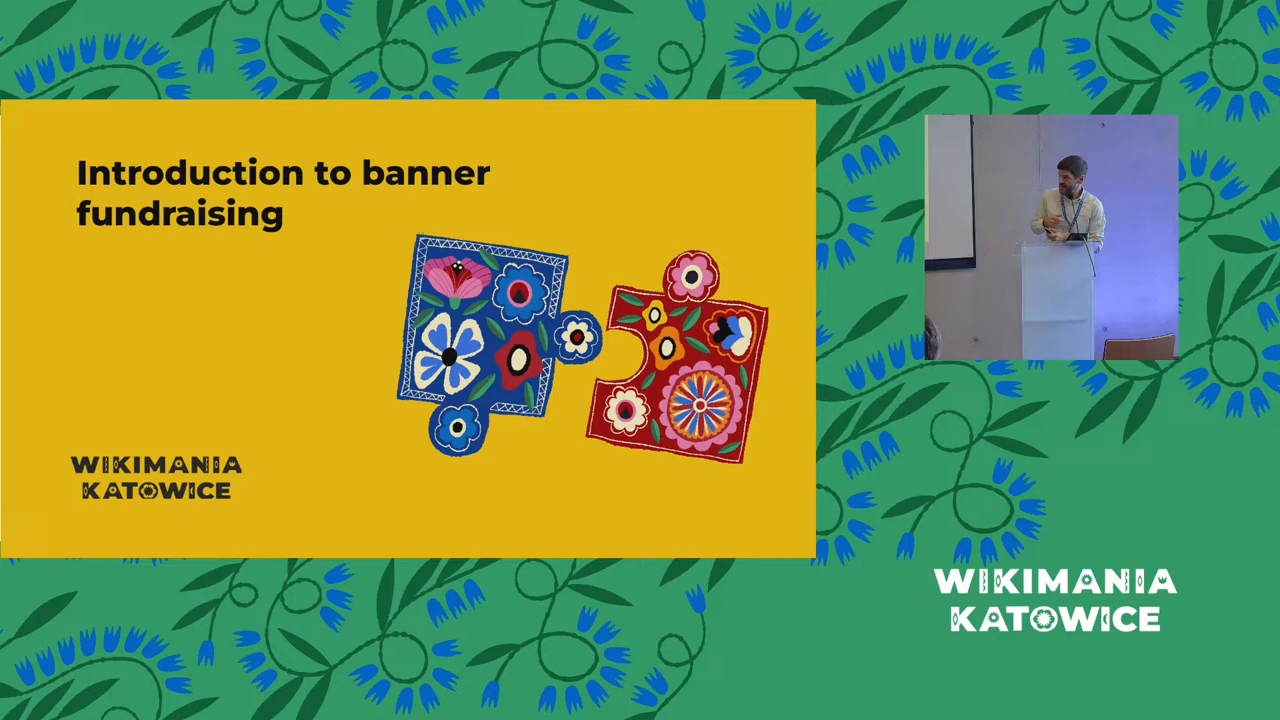 Introduction to banner
fundraising
WIKIMANIA
KATOWICE
WIKIMANIA
KATOWICE